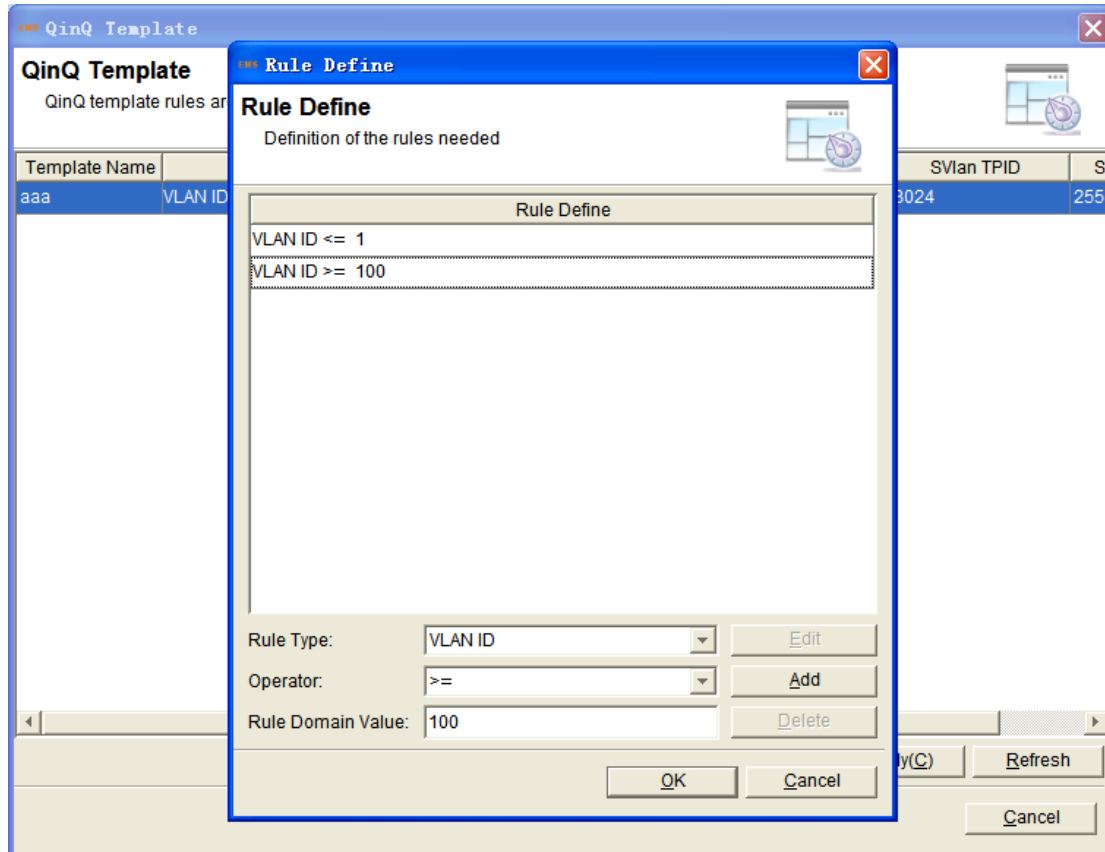 EMS QinQ Template
QinQ Template
QinQ template rules ar
Template Name
SVlan TPID
S
aaa
VLAN ID
3024
255
EMS Rule Define
Rule Define
Definition of the rules needed
Rule Define
VLAN ID <= 1
VLAN ID >= 100
Rule Type: VLAN ID Edit
Operator: >= Add
Rule Domain Value: 100 Delete
OK Cancel
ly(C) Refresh
Cancel